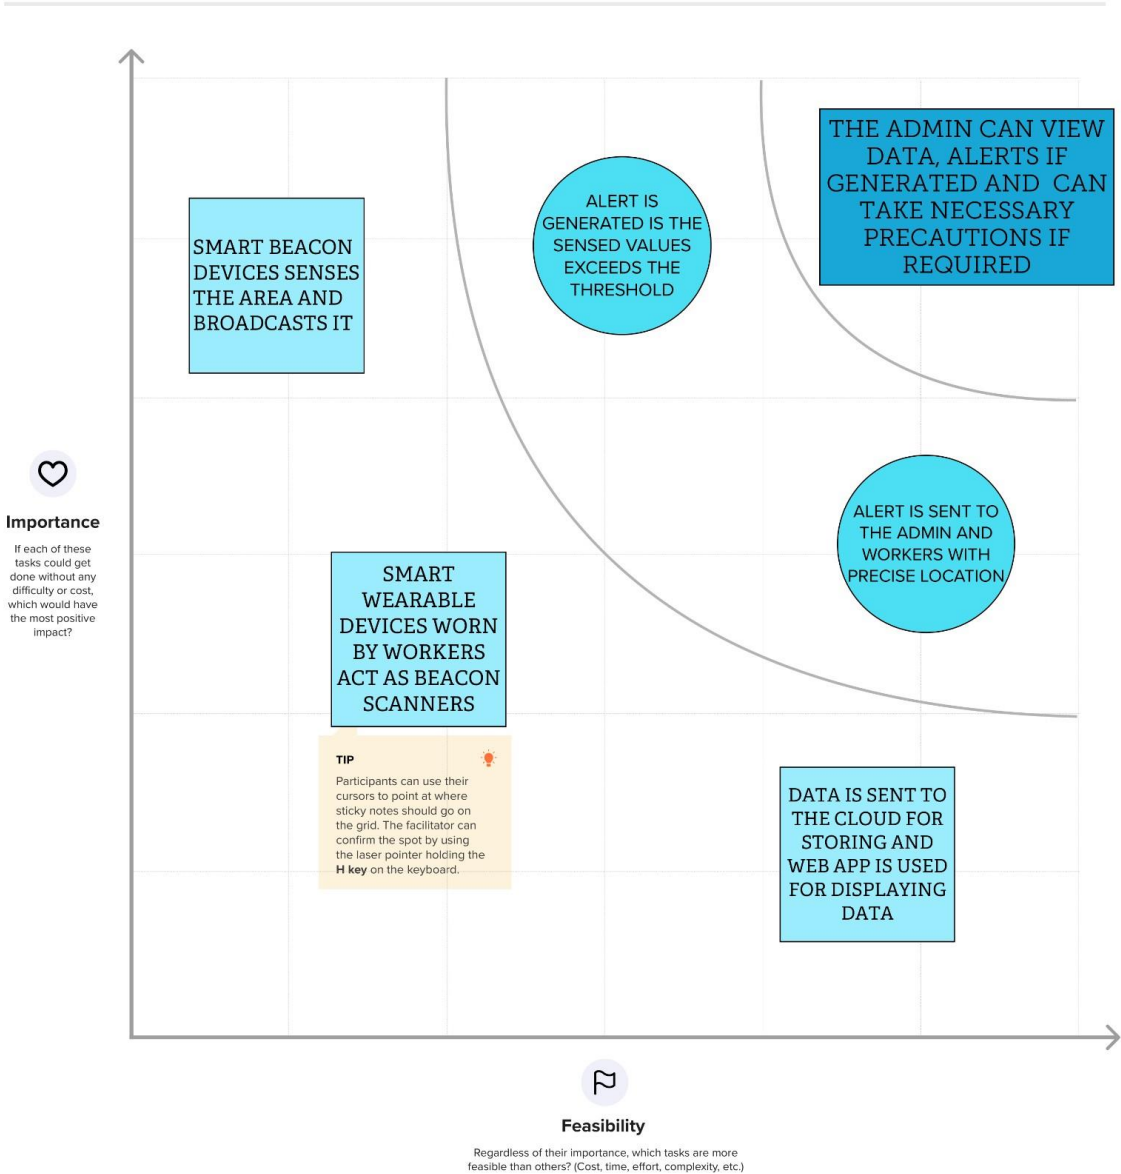 THE ADMIN CAN VIEW
DATA, ALERTS IF
GENERATED AND CAN
TAKE NECESSARY
PRECAUTIONS IF
REQUIRED
ALERT IS
GENERATED IS THE
SENSED VALUES
EXCEEDS THE
THRESHOLD
SMART BEACON
DEVICES SENSES
THE AREA AND
BROADCASTS IT
Importance
If each of these
tasks could get
done without any
difficulty or cost,
which would have
the most positive
impact?
ALERT IS SENT TO
THE ADMIN AND
WORKERS WITH
PRECISE LOCATION
SMART
WEARABLE
DEVICES WORN
BY WORKERS
ACT AS BEACON
SCANNERS
TIP
Participants can use their
cursors to point at where
sticky notes should go on
the grid. The facilitator can
confirm the spot by using
the laser pointer holding the
H key on the keyboard.
DATA IS SENT TO
THE CLOUD FOR
STORING AND
WEB APP IS USED
FOR DISPLAYING
DATA
Feasibility
Regardless of their importance, which tasks are more
feasible than others? (Cost, time, effort, complexity, etc.)